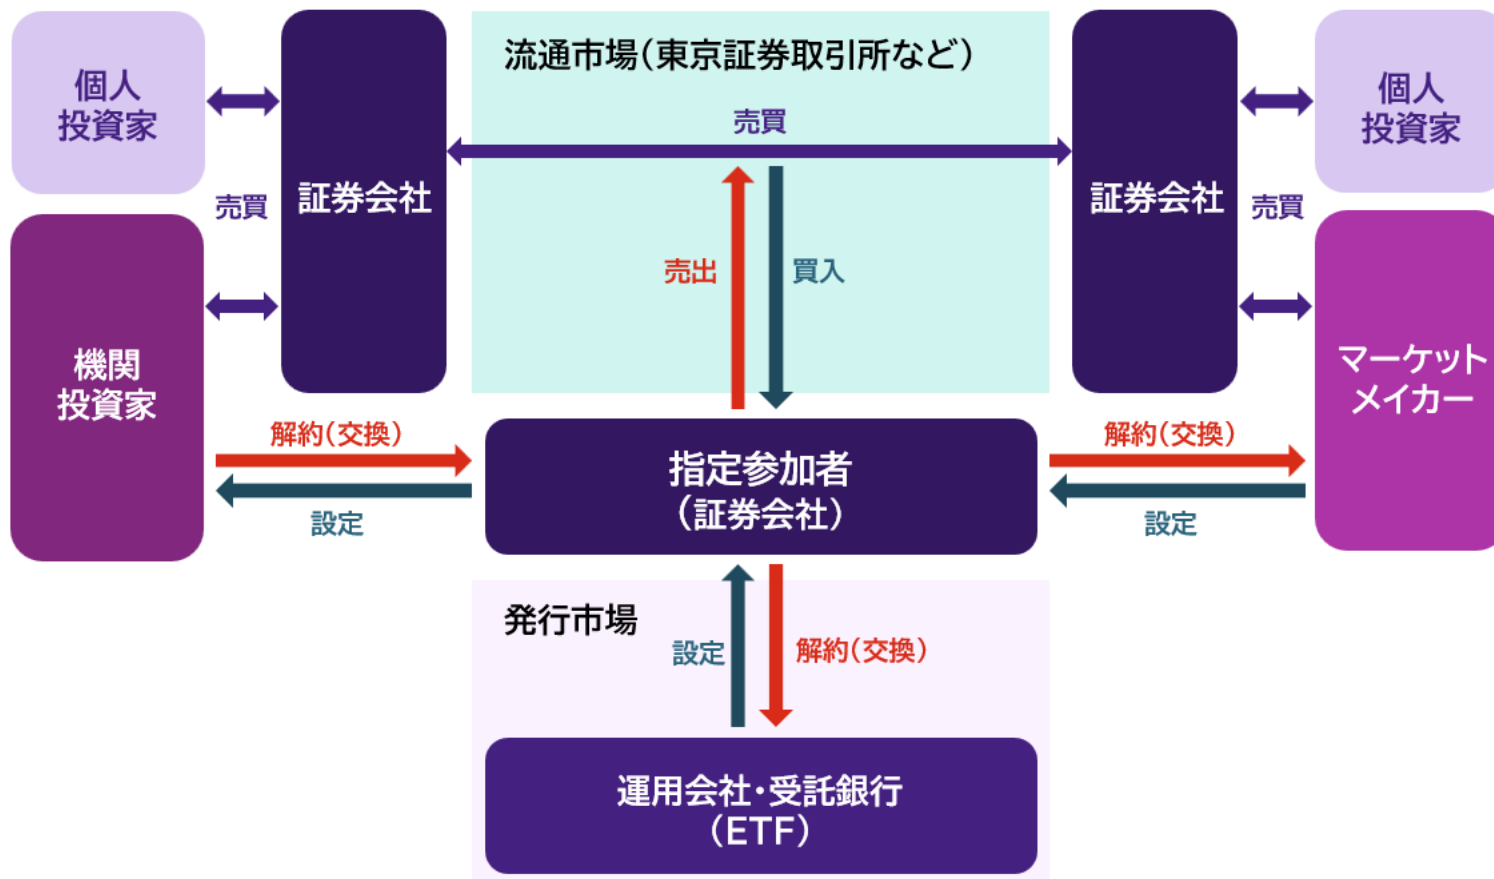 個人
投資家
証券会社
流通市場(東京証券取引所など)
売買
証券会社
個人
投資家
売買
売買
売出
買入
機関
投資家
マーケット
メイカー
解約(交換)
設定
指定参加者
(証券会社)
解約(交換)
設定
発行市場
設定
解約(交換)
運用会社・受託銀行
(ETF)